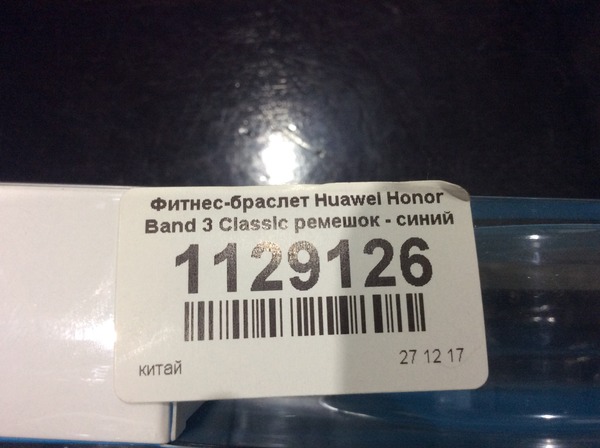 Фитнес-браслет Huawei Honor
Band 3 Classic ремешок - синий
1129126
китай
27 12 17